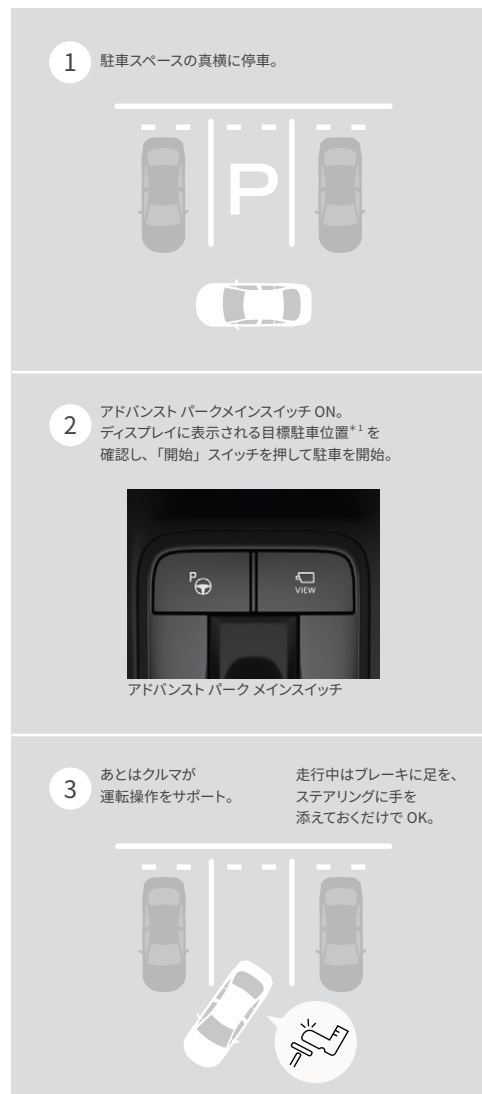 1
駐車スペースの真横に停車。
P
2
アドバンスト パークメインスイッチ ON。
ディスプレイに表示される目標駐車位置＊1 を
確認し、「開始」スイッチを押して駐車を開始。
P
VIEW
アドバンスト パーク メインスイッチ
3
あとはクルマが
運転操作をサポート。
走行中はブレーキに足を、
ステアリングに手を
添えておくだけで OK。